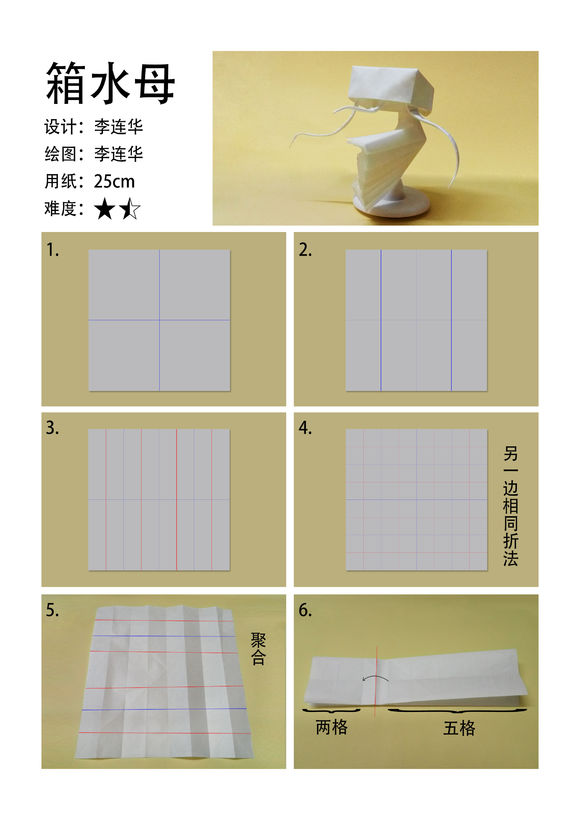 箱水母
设计：李连华
绘图：李连华
用纸：25cm
难度：★⯪
1.
2.
3.
4.
另一边相同折法
5.
聚合
6.
两格
五格